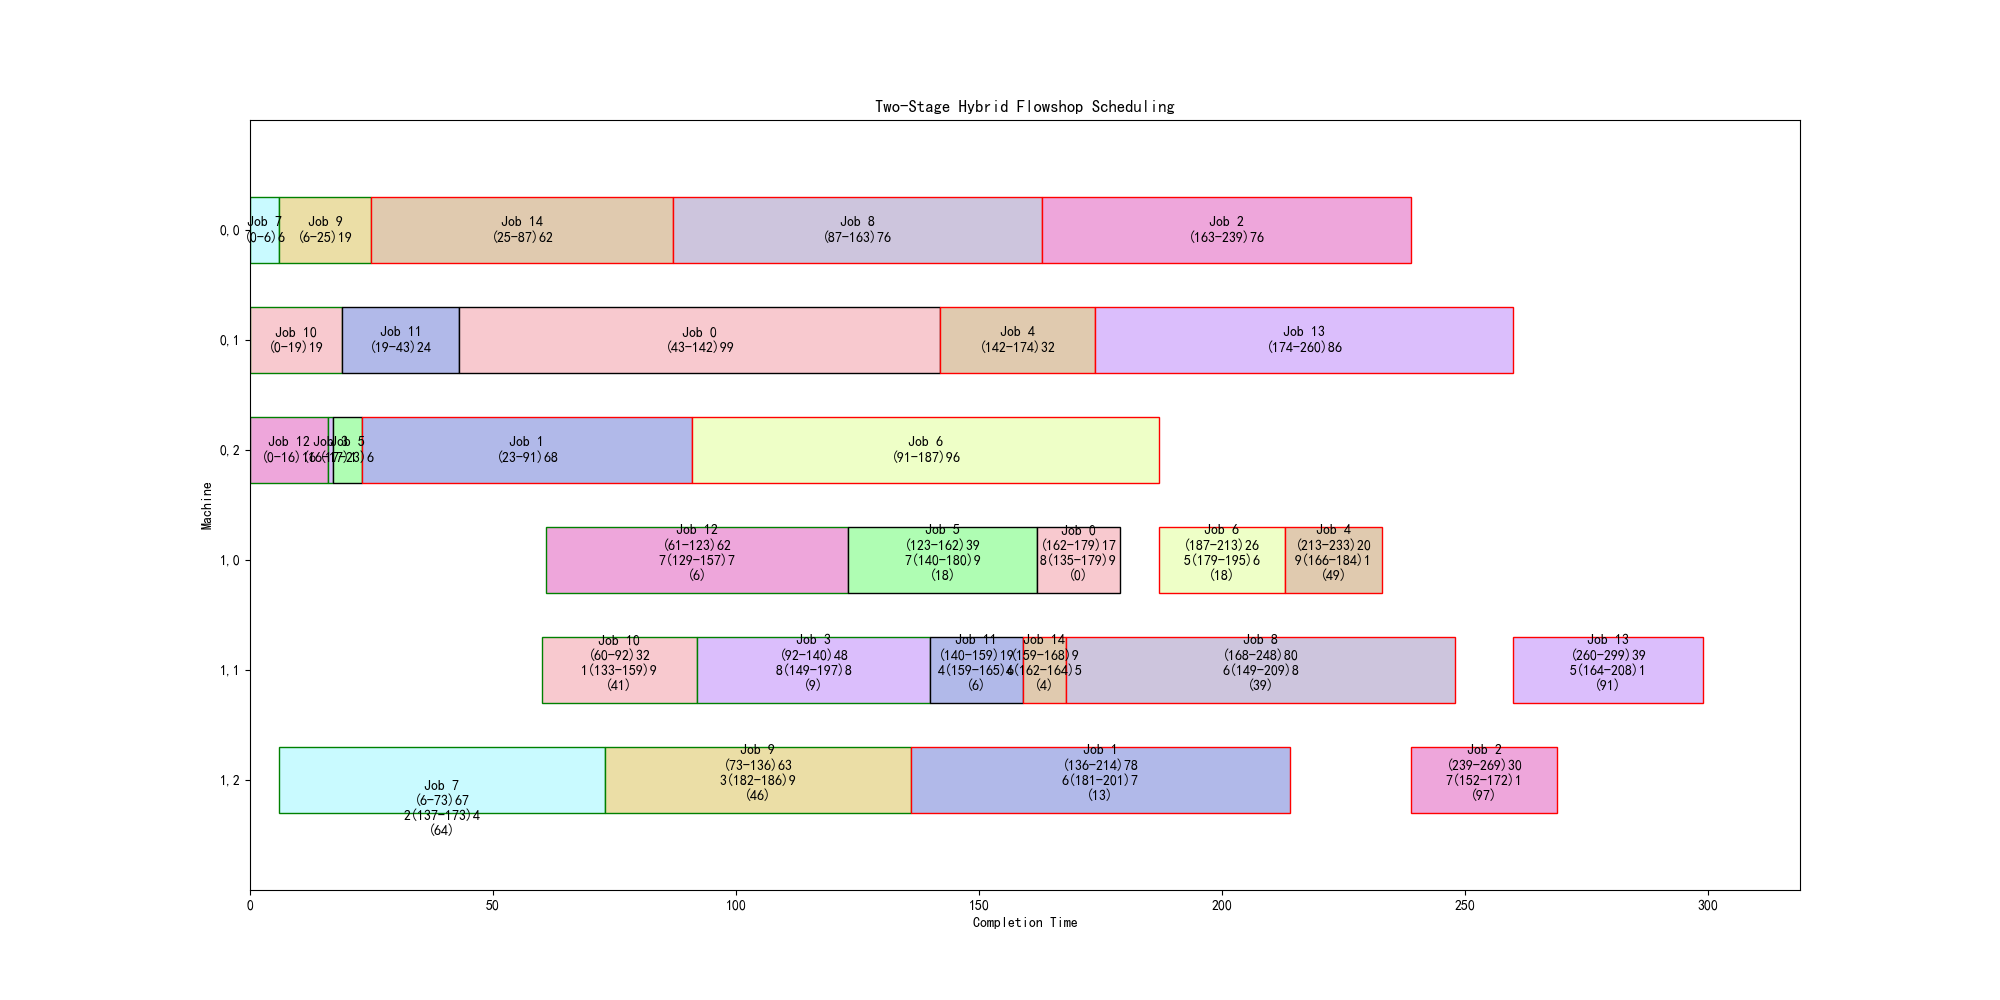 Two-Stage Hybrid Flowshop Scheduling
Machine
0,0
Job 7
(0-6)6
Job 9
(6-25)19
Job 14
(25-87)62
Job 8
(87-163)76
Job 2
(163-239)76
0,1
Job 10
(0-19)19
Job 11
(19-43)24
Job 0
(43-142)99
Job 4
(142-174)32
Job 13
(174-260)86
0,2
Job 12
(0-16)16
Job 3
(16-17)1
Job 5
(17-23)6
Job 1
(23-91)68
Job 6
(91-187)96
1,0
Job 12
(61-123)62
7(129-157)7
(6)
Job 5
(123-162)39
7(140-180)9
(18)
Job 0
(162-179)17
8(135-179)9
(0)
Job 6
(187-213)26
5(179-195)6
(18)
Job 4
(213-233)20
9(166-184)1
(49)
1,1
Job 10
(60-92)32
1(133-159)9
(41)
Job 3
(92-140)48
8(149-197)8
(9)
Job 11
(140-159)19
4(159-165)4
(6)
Job 14
(159-168)9
(162-164)5
(4)
Job 8
(168-248)80
6(149-209)8
(39)
Job 13
(260-299)39
5(164-208)1
(91)
1,2
Job 7
(6-73)67
2(137-173)4
(64)
Job 9
(73-136)63
3(182-186)9
(46)
Job 1
(136-214)78
6(181-201)7
(13)
Job 2
(239-269)30
7(152-172)1
(97)
0
50
100
150
200
250
300
Completion Time